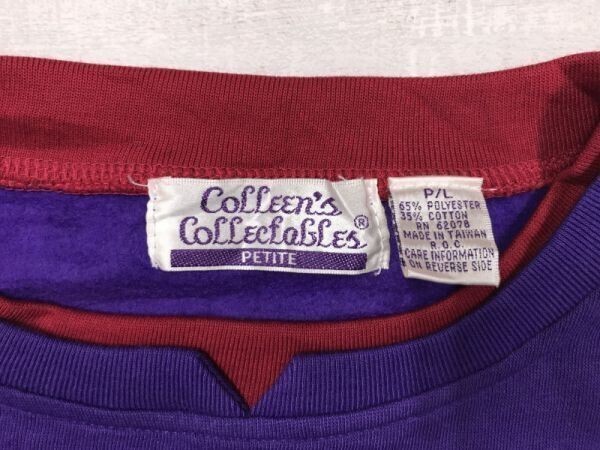 Colleen's
Collectables®
PETITE
P/L
65% POLYESTER
35% COTTON
RN 62078
MADE IN TAIWAN
R.O.C.
CARE INFORMATION
ON REVERSE SIDE